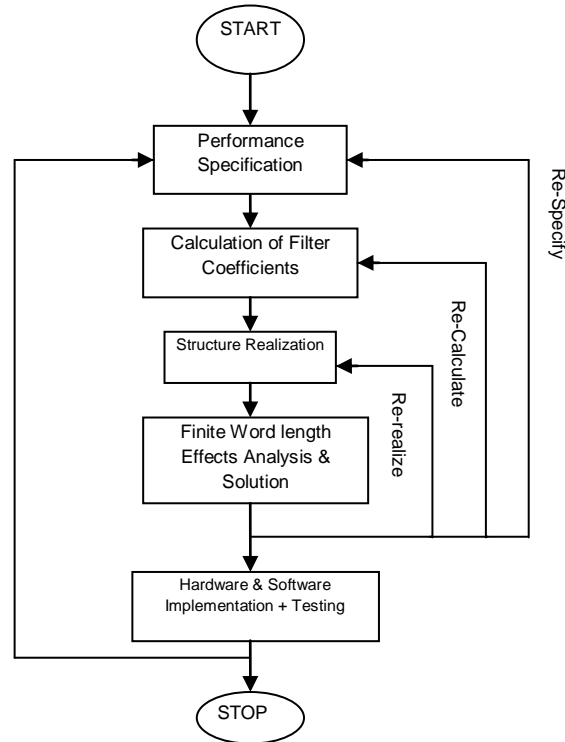 START
Performance
Specification
Calculation of Filter
Coefficients
Structure Realization
Finite Word length
Effects Analysis &
Solution
Hardware & Software
Implementation + Testing
STOP
Re-realize
Re-Calculate
Re-Specify